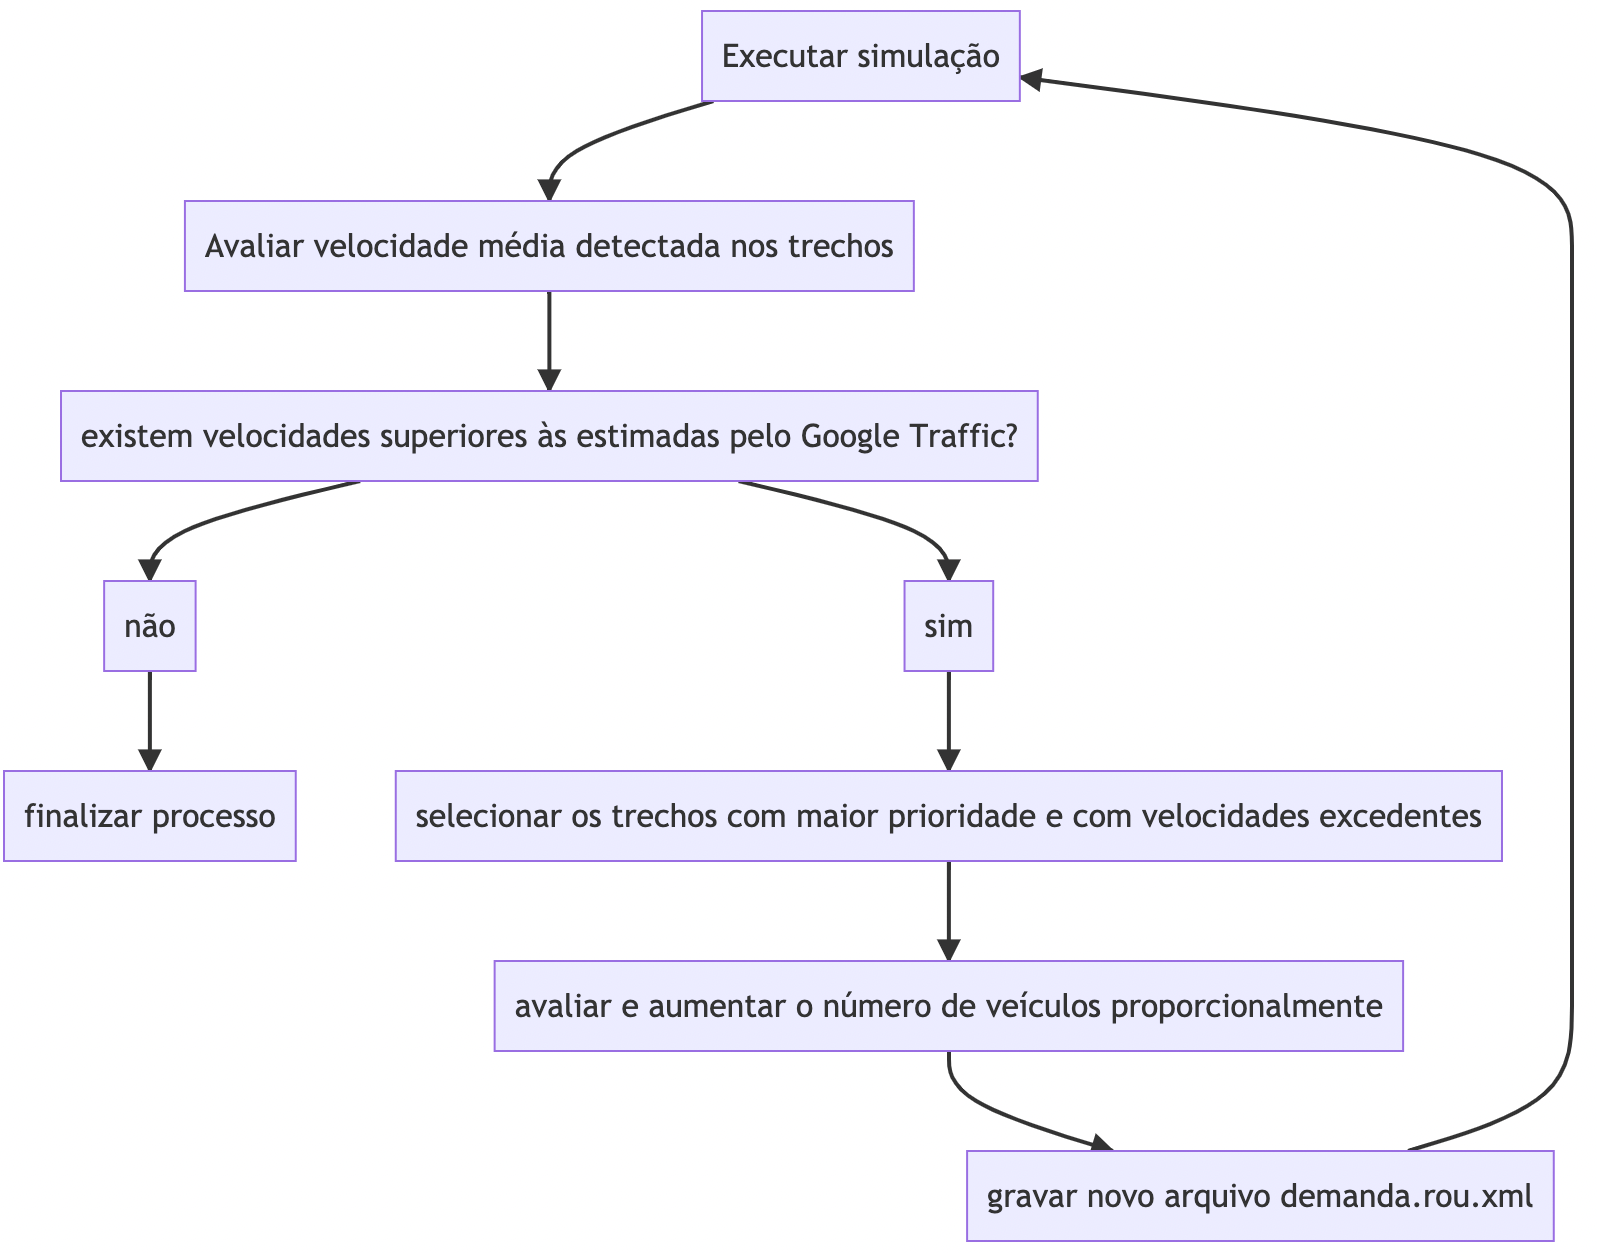 Executar simulação
Avaliar velocidade média detectada nos trechos
existem velocidades superiores às estimadas pelo Google Traffic?
não
sim
finalizar processo
selecionar os trechos com maior prioridade e com velocidades excedentes
avaliar e aumentar o número de veículos proporcionalmente
gravar novo arquivo demanda.rou.xml